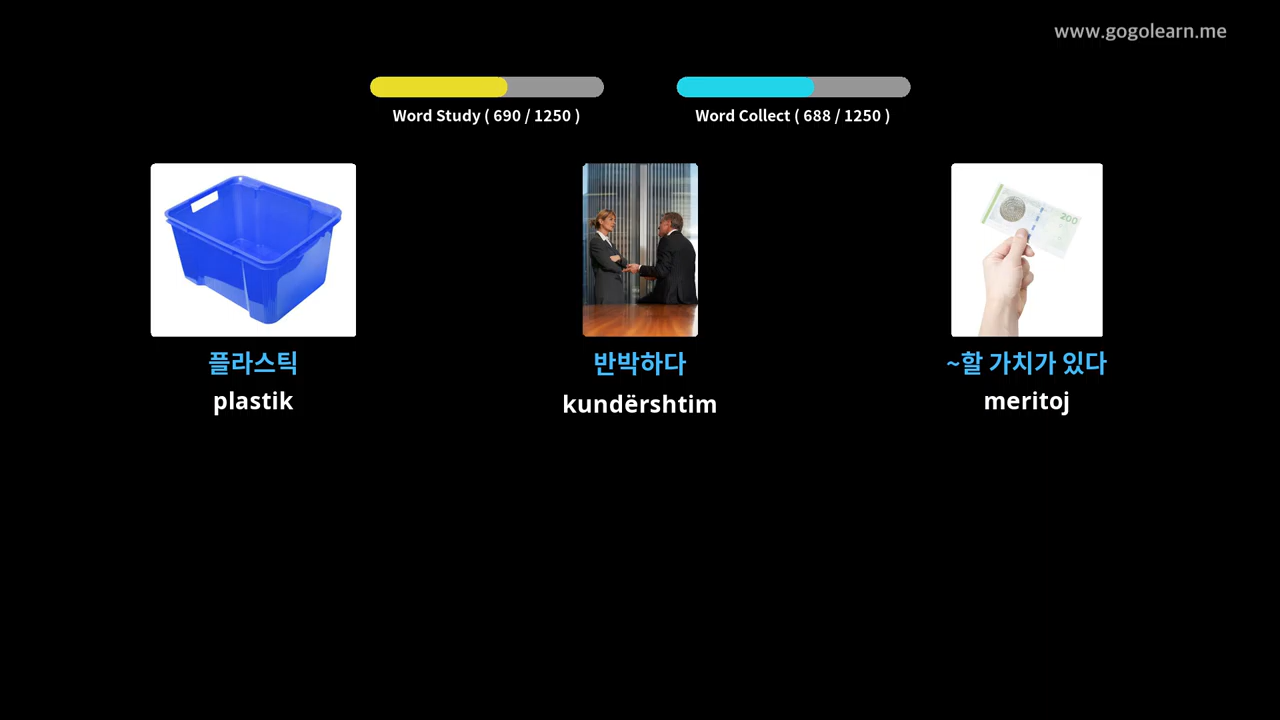 www.gogolearn.me
Word Study ( 690 / 1250 )
Word Collect ( 688 / 1250 )
200
플라스틱
반박하다
~할 가치가 있다
plastik
kundërshtim
meritoj